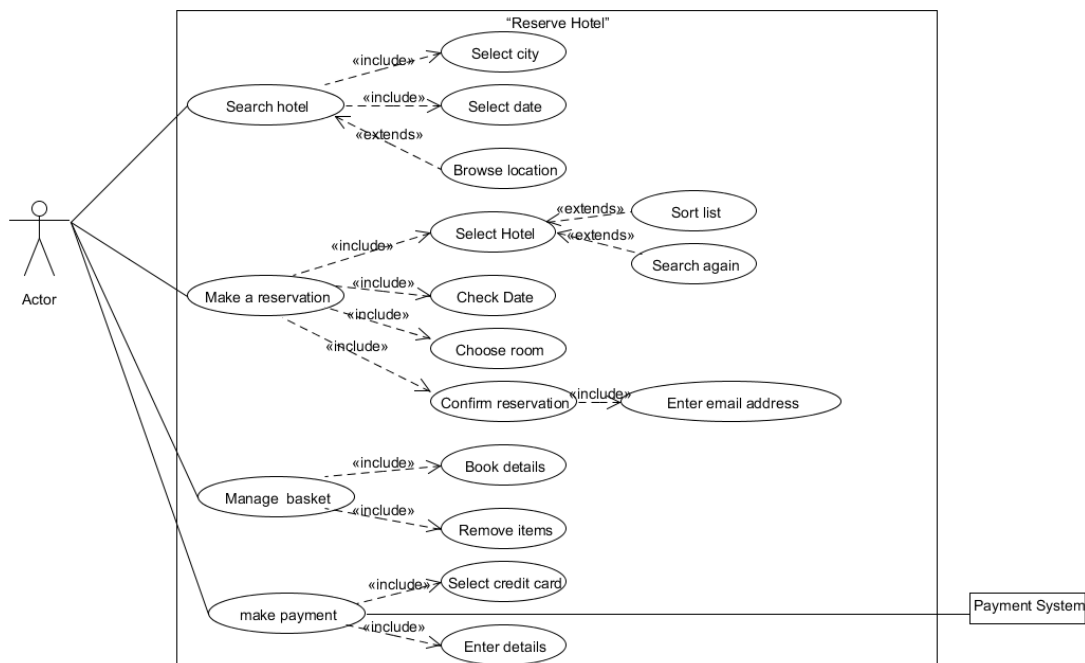 “Reserve Hotel”
«include»
Select city
Search hotel
«include»
Select date
«extends»
Browse location
Actor
«extends»
Sort list
«include»
Select Hotel
«extends»
Search again
Make a reservation
«include»
Check Date
«include»
Choose room
«include»
Confirm reservation
«include»
Enter email address
«include»
Book details
Manage basket
«include»
Remove items
«include»
Select credit card
make payment
Payment System
«include»
Enter details